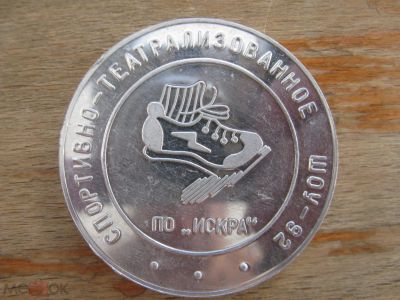 СПОРТИВНО-ТЕАТРАЛИЗОВАННОЕ ШОУ-92
ПО „ИСКРА“